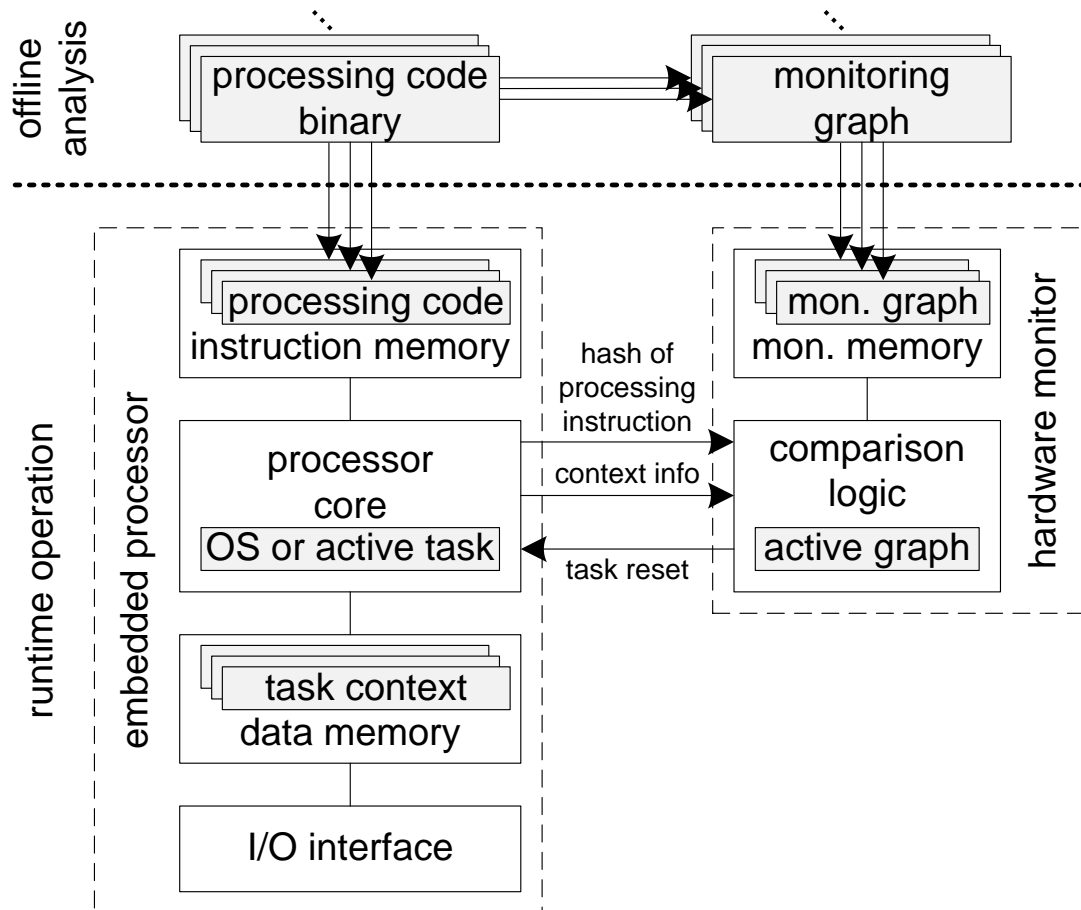 offline
analysis
processing code
binary
monitoring
graph
runtime operation
embedded processor
processing code
instruction memory
processor
core
OS or active task
task context
data memory
I/O interface
hash of
processing
instruction
context info
task reset
mon. graph
mon. memory
comparison
logic
active graph
hardware monitor